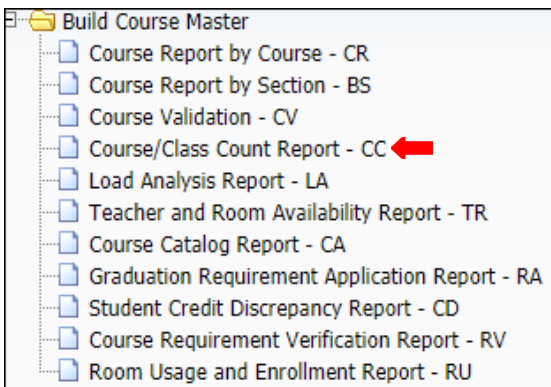 Build Course Master
Course Report by Course - CR
Course Report by Section - BS
Course Validation - CV
Course/Class Count Report - CC
Load Analysis Report - LA
Teacher and Room Availability Report - TR
Course Catalog Report - CA
Graduation Requirement Application Report - RA
Student Credit Discrepancy Report - CD
Course Requirement Verification Report - RV
Room Usage and Enrollment Report - RU